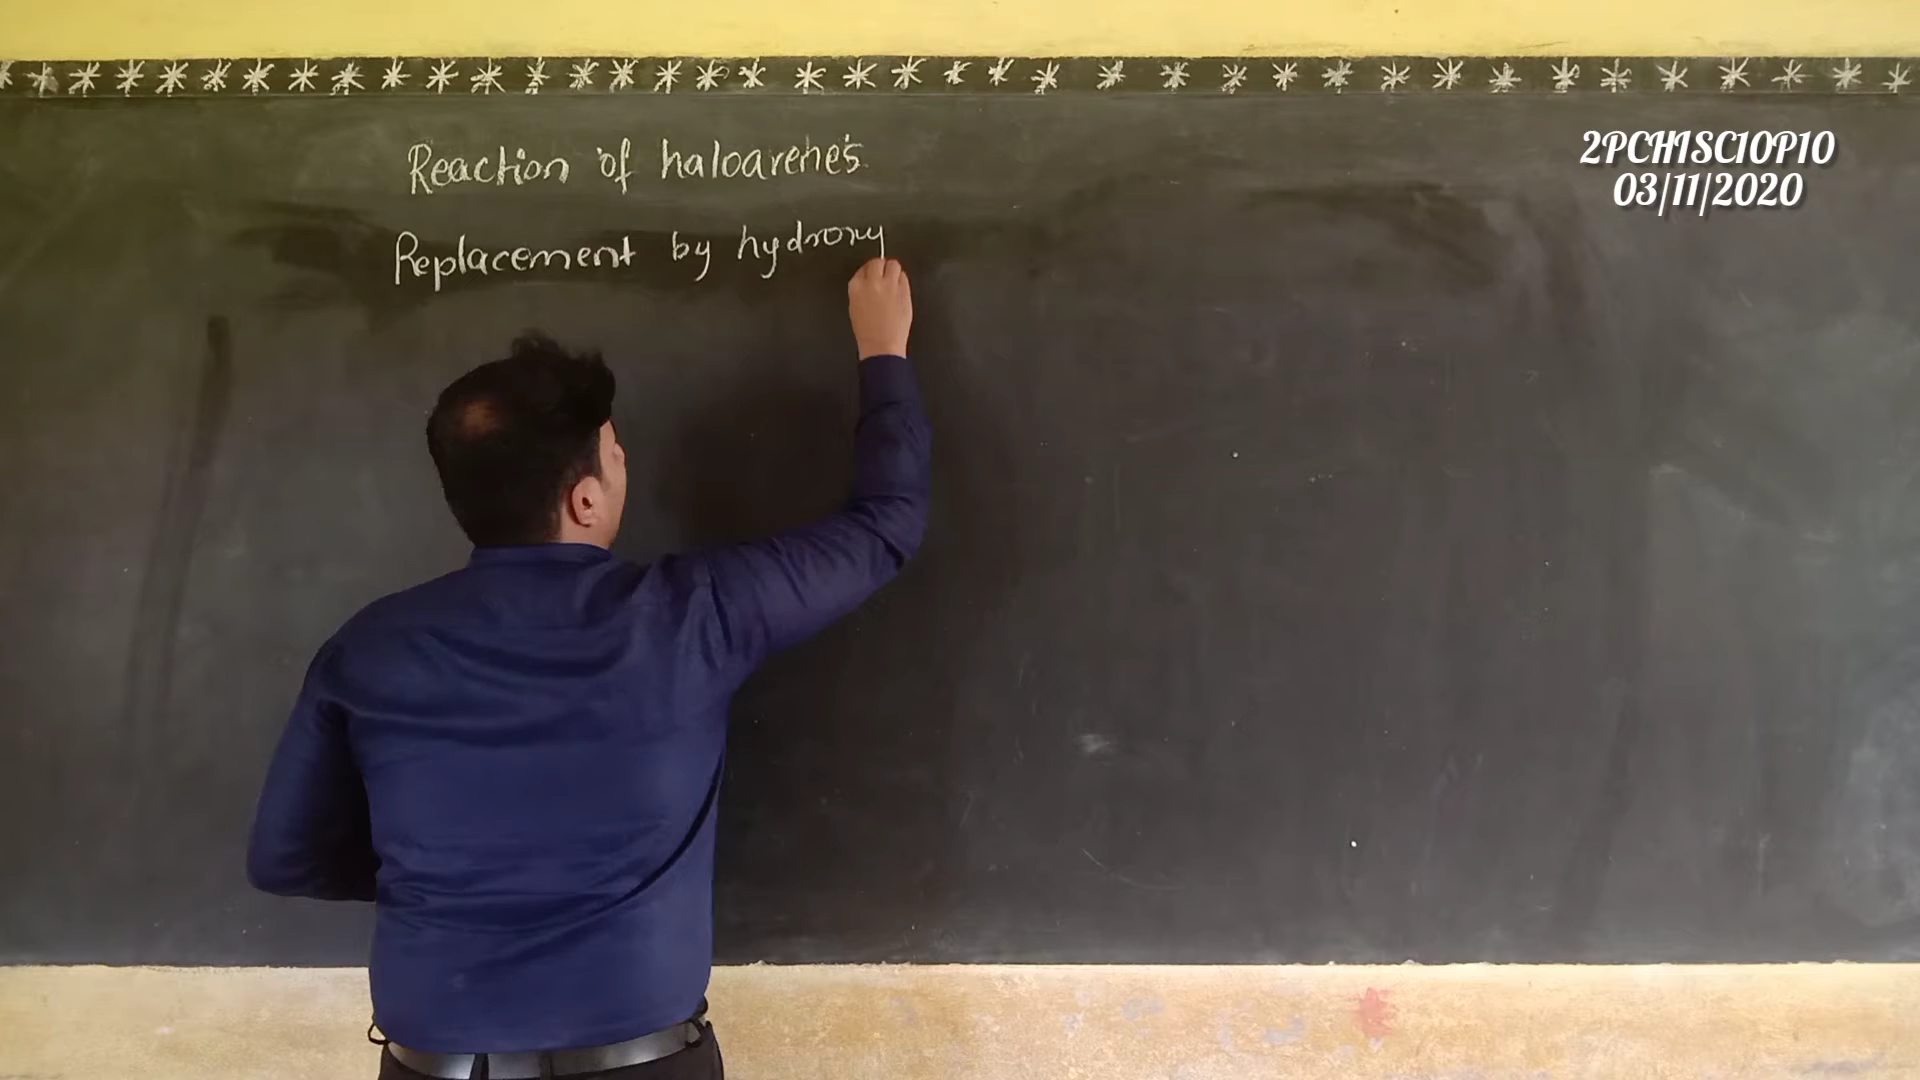 Reaction of haloarene's
Replacement by hydroxy
2PCH1SC10P10
03/11/2020